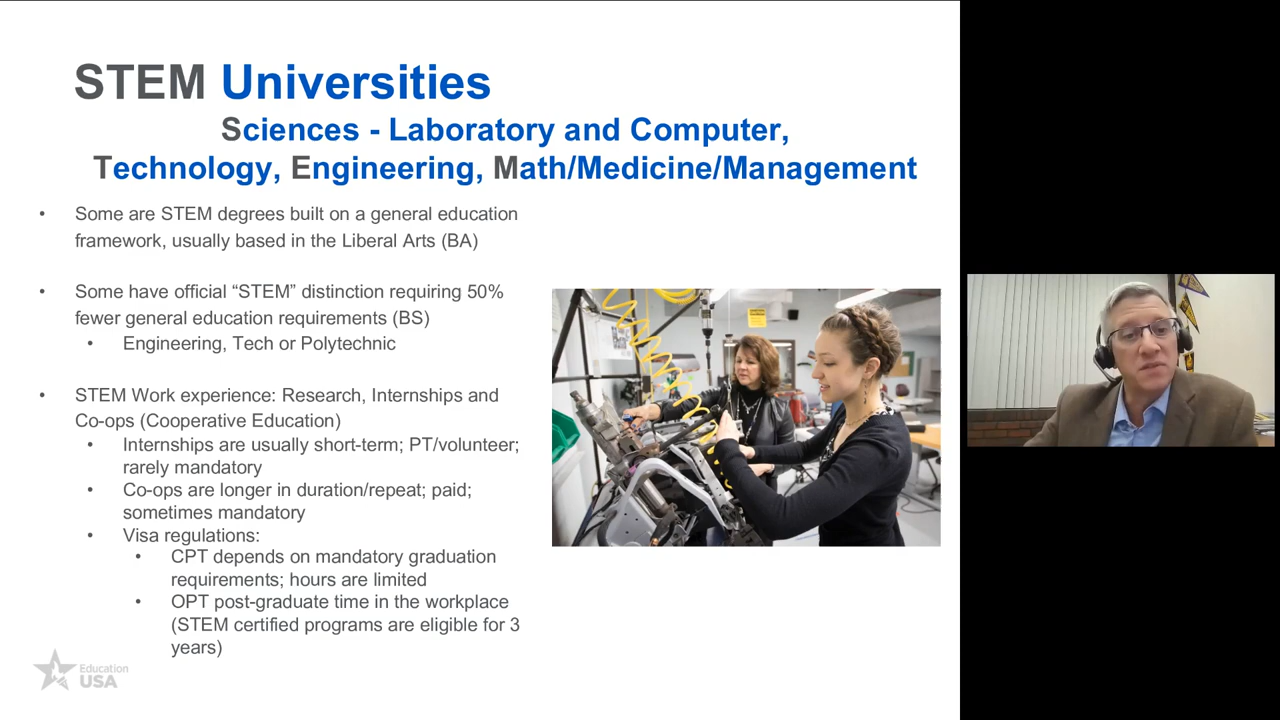 STEM Universities
Sciences - Laboratory and Computer,
Technology, Engineering, Math/Medicine/Management
• Some are STEM degrees built on a general education
framework, usually based in the Liberal Arts (BA)
• Some have official “STEM” distinction requiring 50%
fewer general education requirements (BS)
• Engineering, Tech or Polytechnic
• STEM Work experience: Research, Internships and
Co-ops (Cooperative Education)
• Internships are usually short-term; PT/volunteer;
rarely mandatory
• Co-ops are longer in duration/repeat; paid;
sometimes mandatory
• Visa regulations:
• CPT depends on mandatory graduation
requirements; hours are limited
• OPT post-graduate time in the workplace
(STEM certified programs are eligible for 3
years)
Education
USA